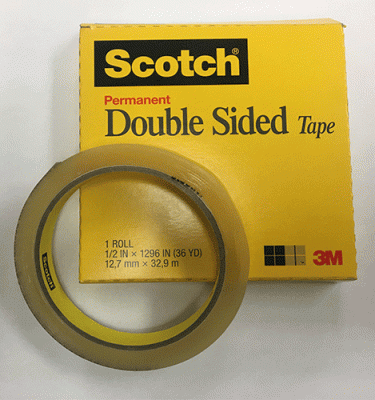 Scotch®
Permanent
Double Sided Tape
1 ROLL
1/2 IN × 1296 IN (36 YD)
12,7 mm × 32,9 m
3M
Scotch